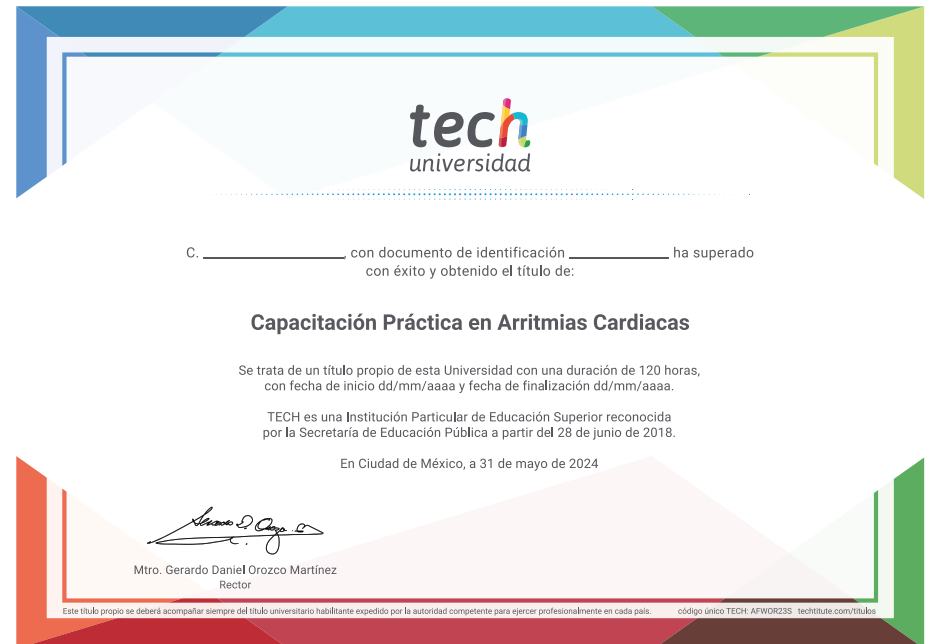 tech
universidad
C. ____________, con documento de identificación ____________ ha superado
con éxito y obtenido el título de:
Capacitación Práctica en Arritmias Cardiacas
Se trata de un título propio de esta Universidad con una duración de 120 horas,
con fecha de inicio dd/mm/aaaa y fecha de finalización dd/mm/aaaa.
TECH es una Institución Particular de Educación Superior reconocida
por la Secretaría de Educación Pública a partir del 28 de junio de 2018.
En Ciudad de México, a 31 de mayo de 2024
Mtro. Gerardo Daniel Orozco Martínez
Rector
Este título propio se deberá acompañar siempre del título universitario habilitante expedido por la autoridad competente para ejercer profesionalmente en cada país. código único TECH: AFWOR23S techtitute.com/titulos